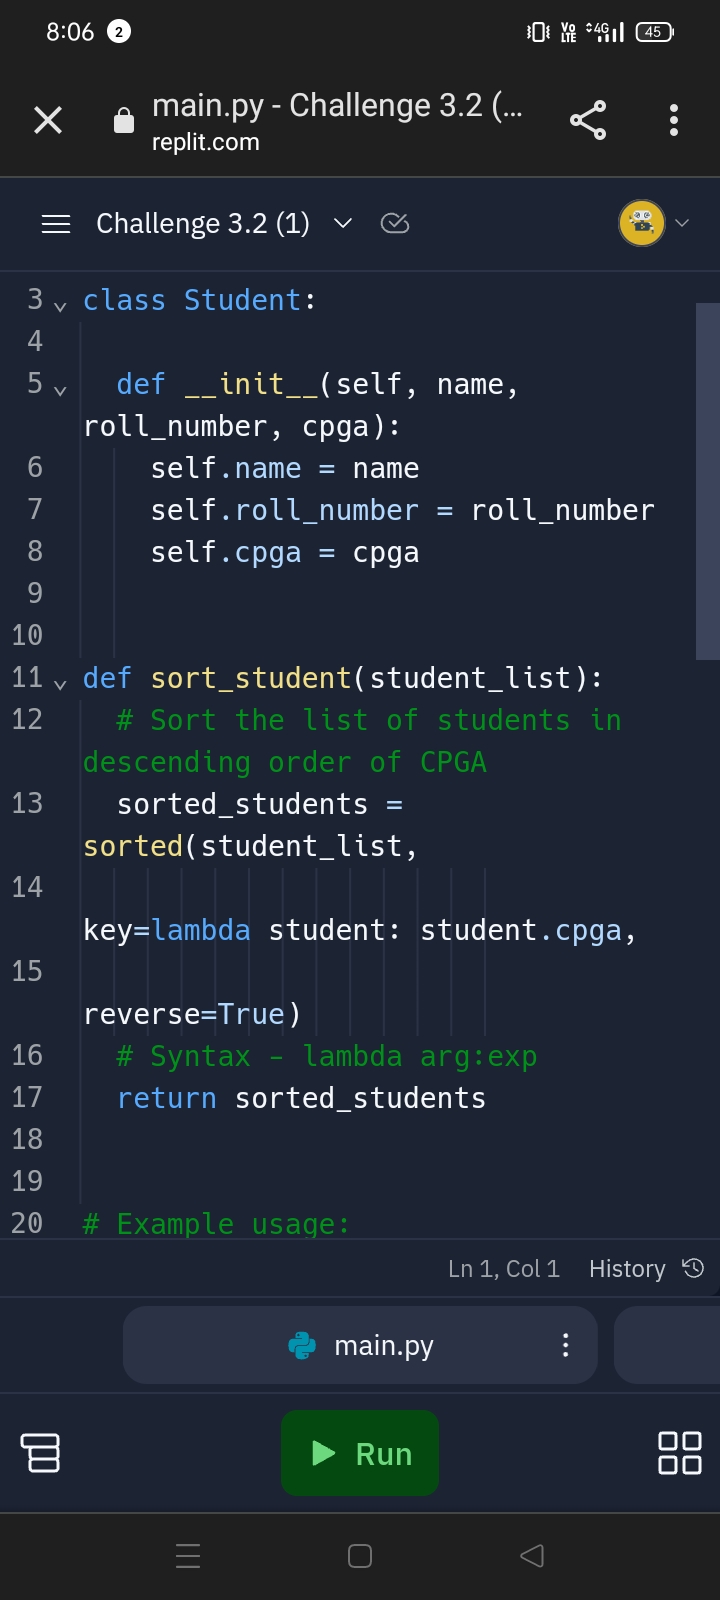 8:06 2 Vo LTE 4G 45
main.py - Challenge 3.2 (...
replit.com
Challenge 3.2 (1)
3 class Student:
4
5 def __init__(self, name,
roll_number, cpga):
6 self.name = name
7 self.roll_number = roll_number
8 self.cpga = cpga
9
10
11 def sort_student(student_list):
12 # Sort the list of students in
descending order of CPGA
13 sorted_students =
sorted(student_list,
14
key=lambda student: student.cpga,
15
reverse=True)
16 # Syntax - lambda arg:exp
17 return sorted_students
18
19
20 # Example usage:
Ln 1, Col 1 History
main.py
Run